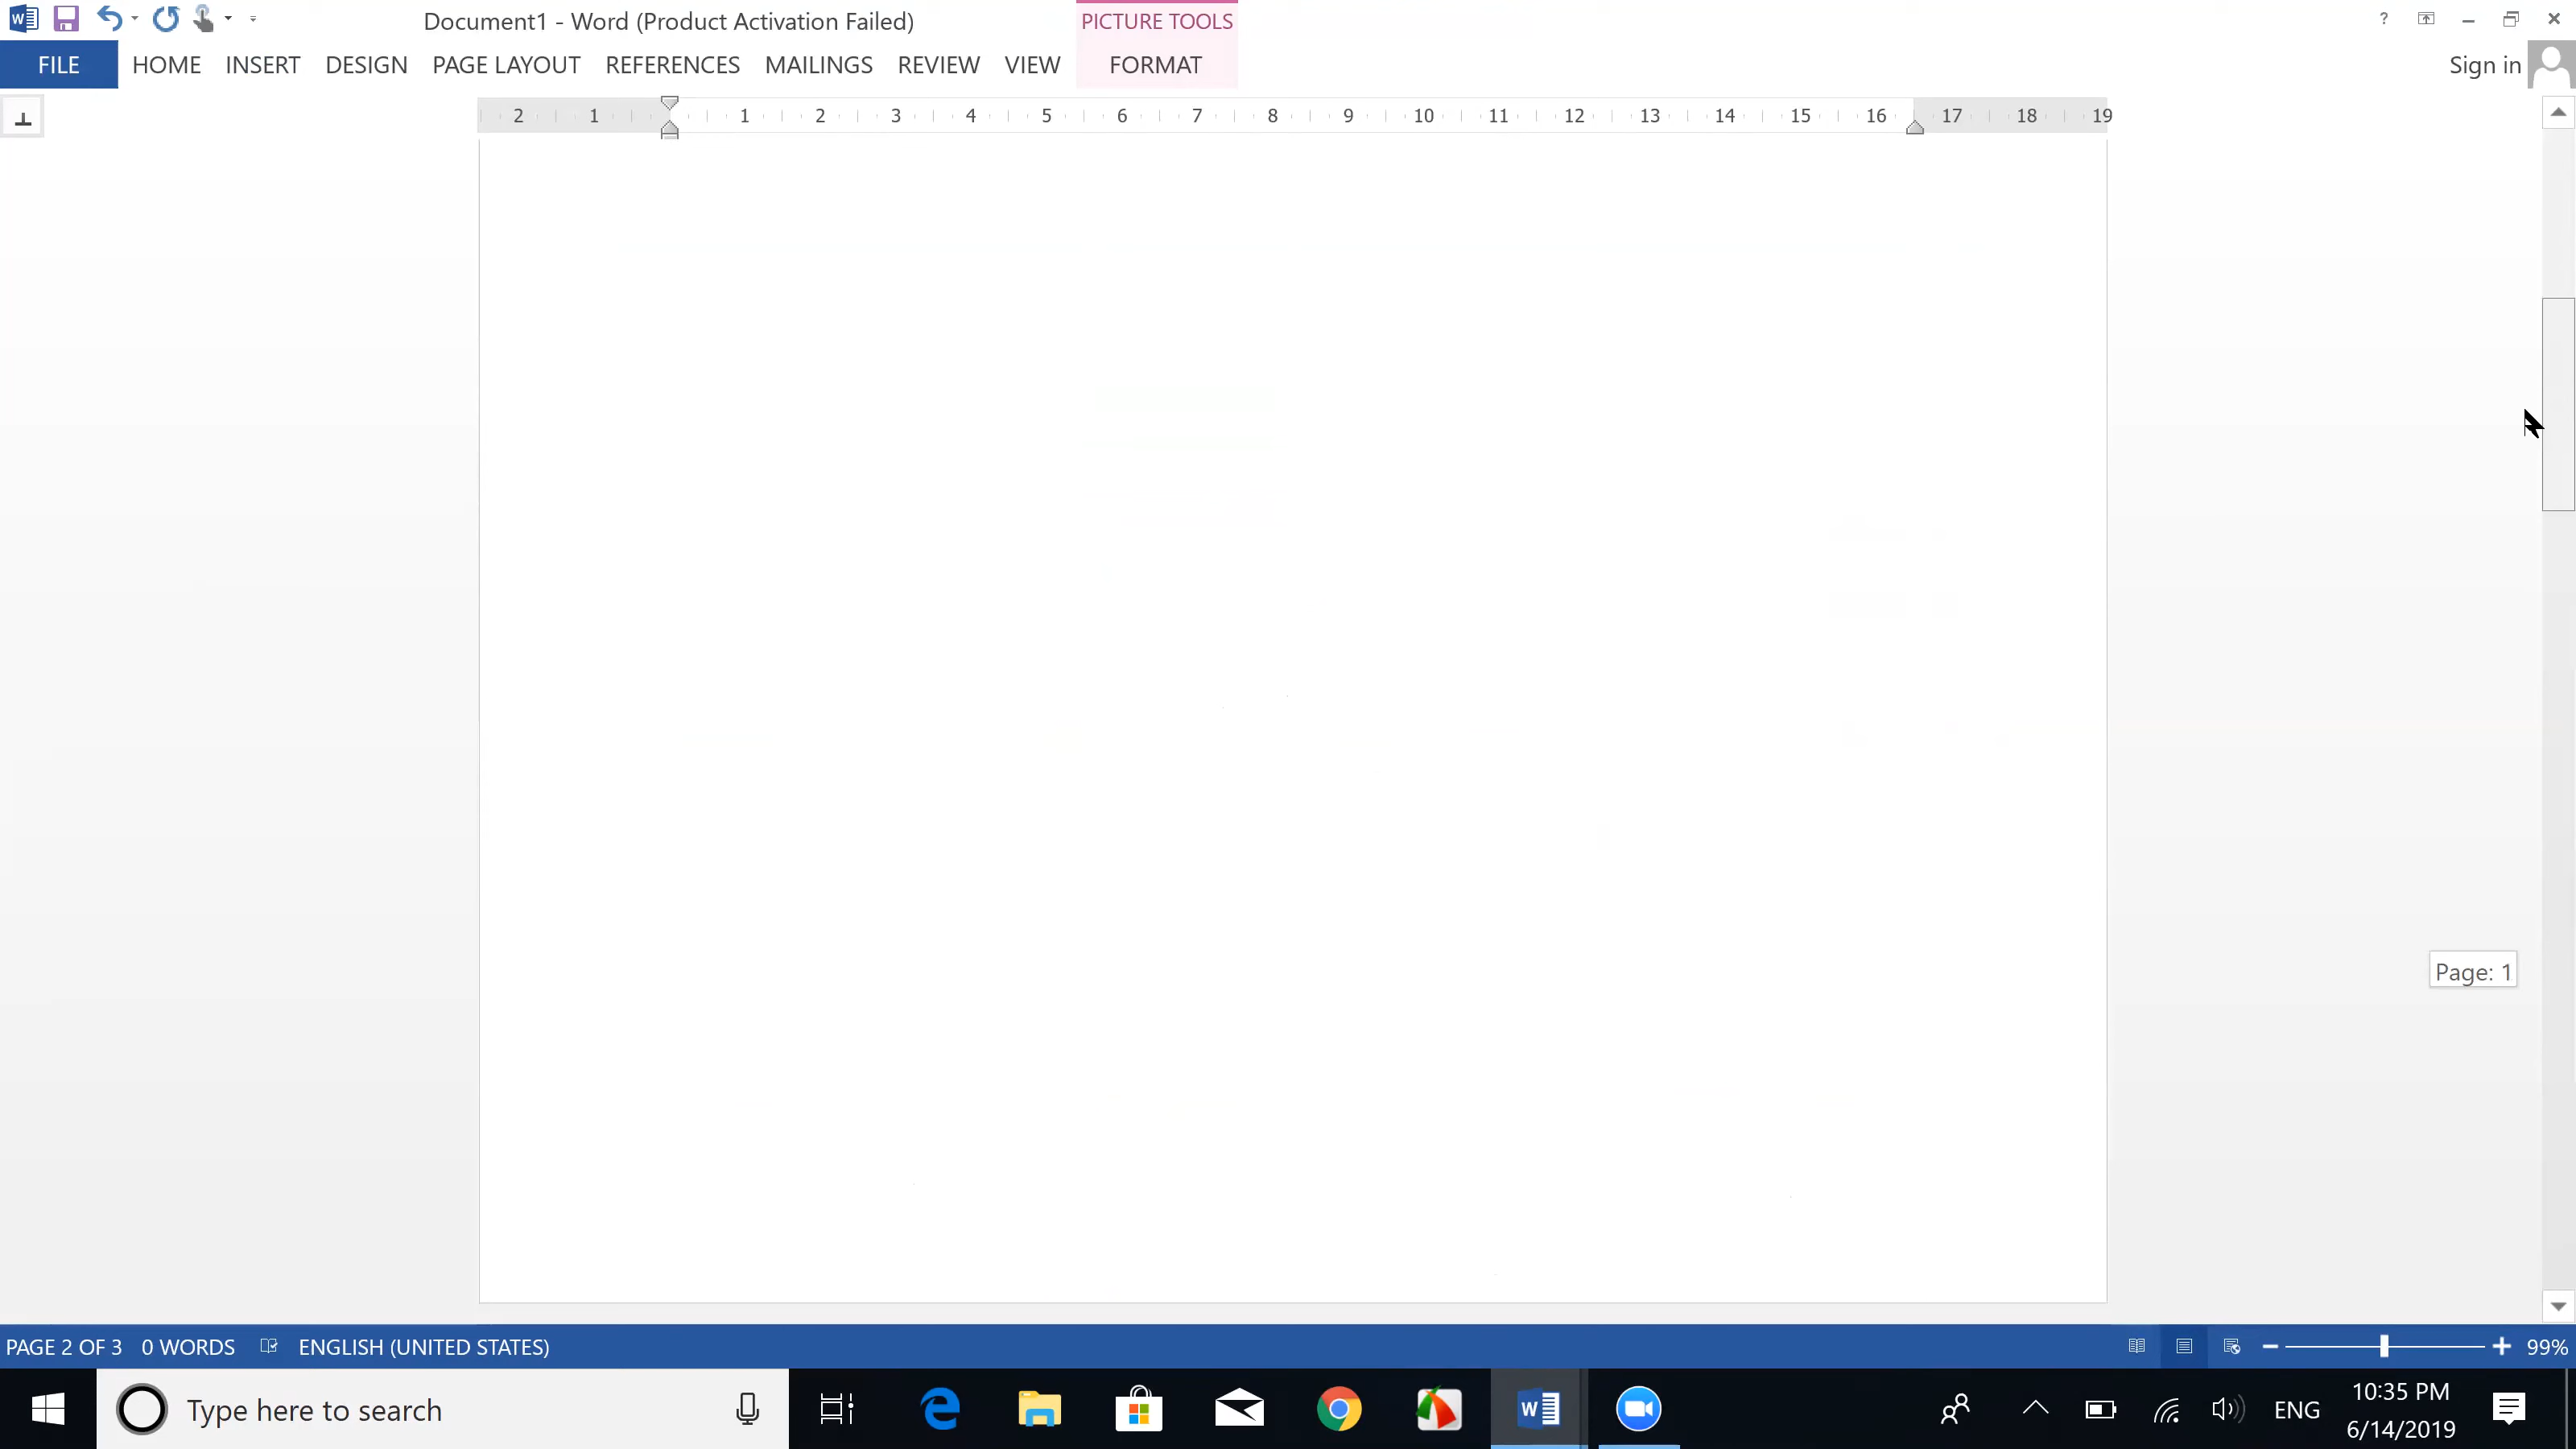 Document1 - Word (Product Activation Failed)
PICTURE TOOLS
?
FILE HOME INSERT DESIGN PAGE LAYOUT REFERENCES MAILINGS REVIEW VIEW FORMAT
Sign in
2 1 1 2 3 4 5 6 7 8 9 10 11 12 13 14 15 16 17 18 19
Page: 1
PAGE 2 OF 3 0 WORDS ENGLISH (UNITED STATES)
99%
Type here to search
ENG
10:35 PM
6/14/2019